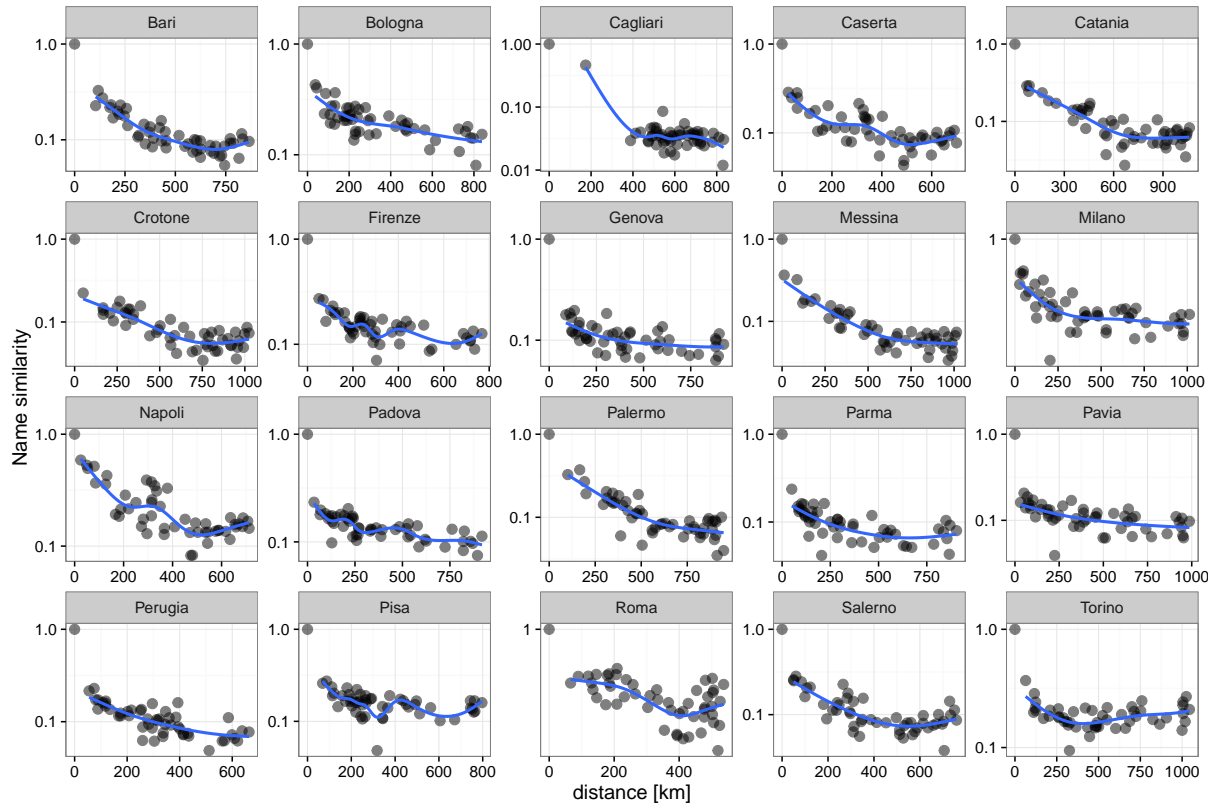 Bari Bologna Cagliari Caserta Catania
1.0 1.0 1.00 1.0 1.0
0.10
0.1 0.1 0.1 0.1
0.01
0 250 500 750 0 200 400 600 800 0 200 400 600 800 0 200 400 600 0 300 600 900
Crotone Firenze Genova Messina Milano
1.0 1.0 1.0 1.0 1
0.1 0.1 0.1 0.1
0 250 500 750 1000 0 200 400 600 800 0 250 500 750 0 250 500 750 1000 0 250 500 750 1000
Name similarity
Napoli Padova Palermo Parma Pavia
1.0 1.0 1.0 1.0 1.0
0.1 0.1 0.1 0.1 0.1
0 200 400 600 0 250 500 750 0 250 500 750 0 250 500 750 0 250 500 750 1000
Perugia Pisa Roma Salerno Torino
1.0 1.0 1 1.0 1.0
0.1 0.1 0.1 0.1
0 200 400 600 0 200 400 600 800 0 200 400 0 200 400 600 0 250 500 750 1000
distance [km]